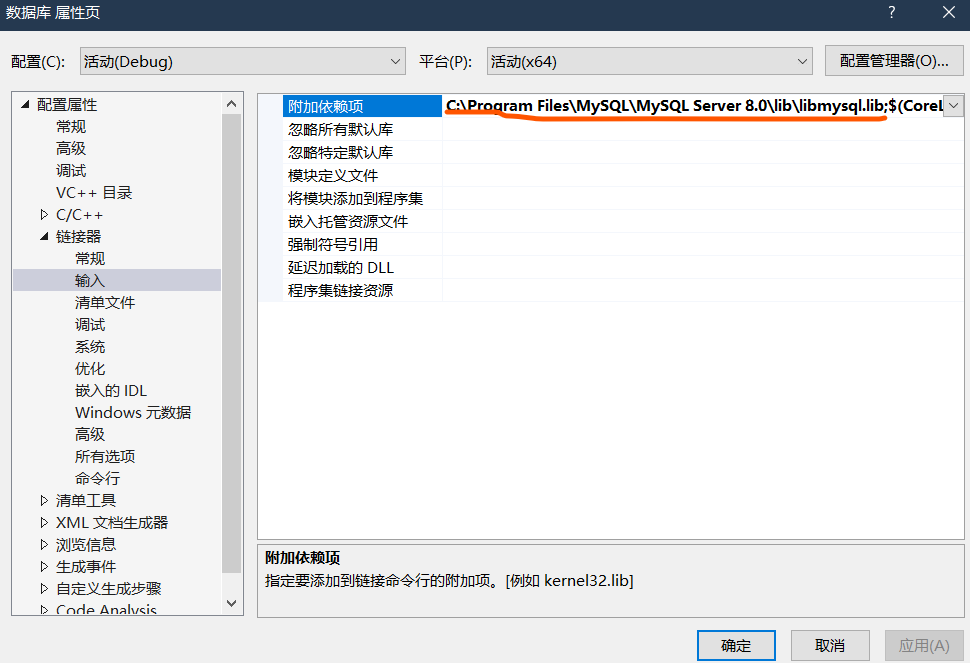 数据库 属性页
配置(C): 活动(Debug) 平台(P): 活动(x64) 配置管理器(O)...
配置属性
常规
高级
调试
VC++ 目录
C/C++
链接器
常规
输入
清单文件
调试
系统
优化
嵌入的 IDL
Windows 元数据
高级
所有选项
命令行
清单工具
XML 文档生成器
浏览信息
生成事件
自定义生成步骤
Code Analysis
附加依赖项 C:\Program Files\MySQL\MySQL Server 8.0\lib\libmysql.lib;$(CoreL
忽略所有默认库
忽略特定默认库
模块定义文件
将模块添加到程序集
嵌入托管资源文件
强制符号引用
延迟加载的 DLL
程序集链接资源
附加依赖项
指定要添加到链接命令行的附加项。[例如 kernel32.lib]
确定 取消 应用(A)